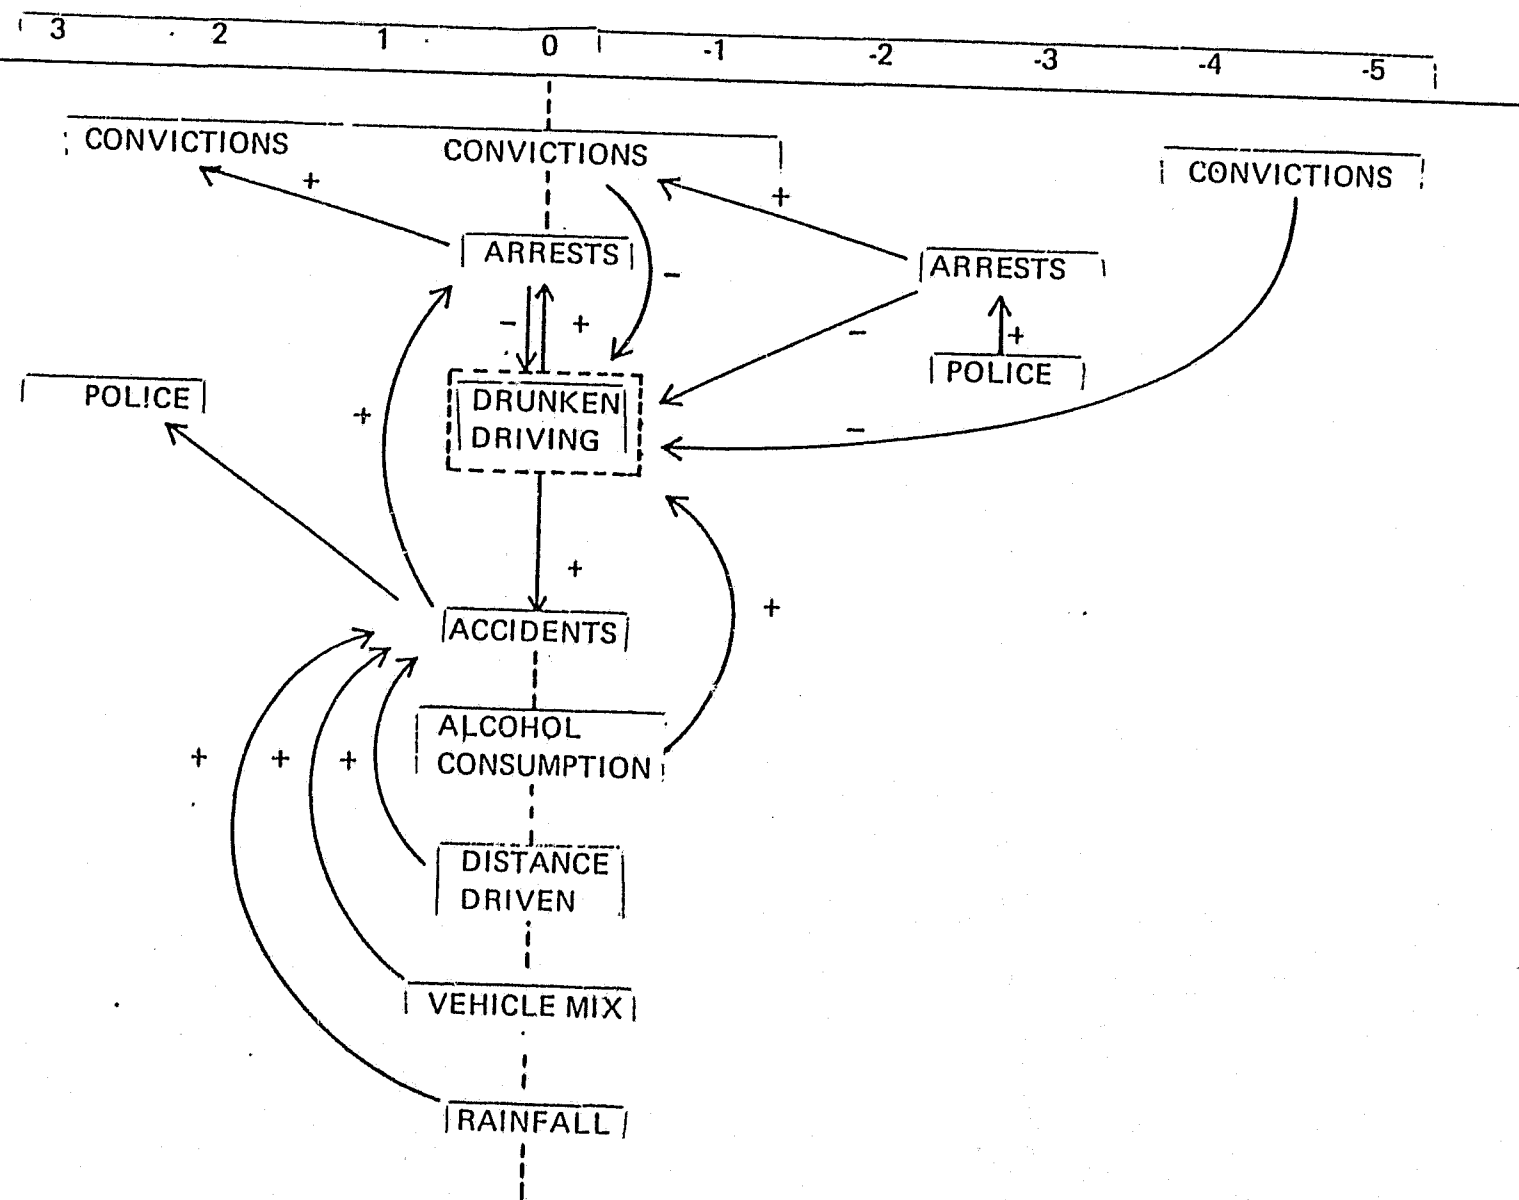 3 2 1 0 -1 -2 -3 -4 -5
CONVICTIONS CONVICTIONS CONVICTIONS
+ +
ARRESTS ARRESTS
-
- + - +
POLICE
POLICE
DRUNKEN
DRIVING
+ -
+
+
ACCIDENTS
ALCOHOL
CONSUMPTION
+ + +
DISTANCE
DRIVEN
VEHICLE MIX
RAINFALL